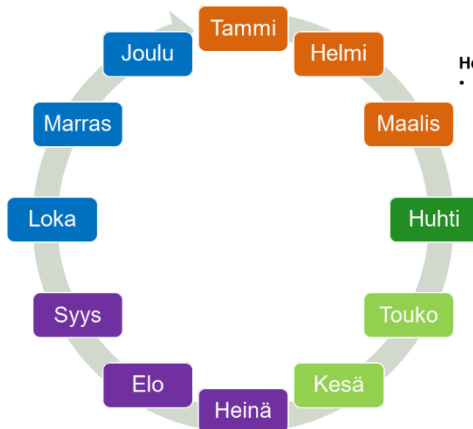 Tammi
Helmi
Maalis
Huhti
Touko
Kesä
Heinä
Elo
Syys
Loka
Marras
Joulu